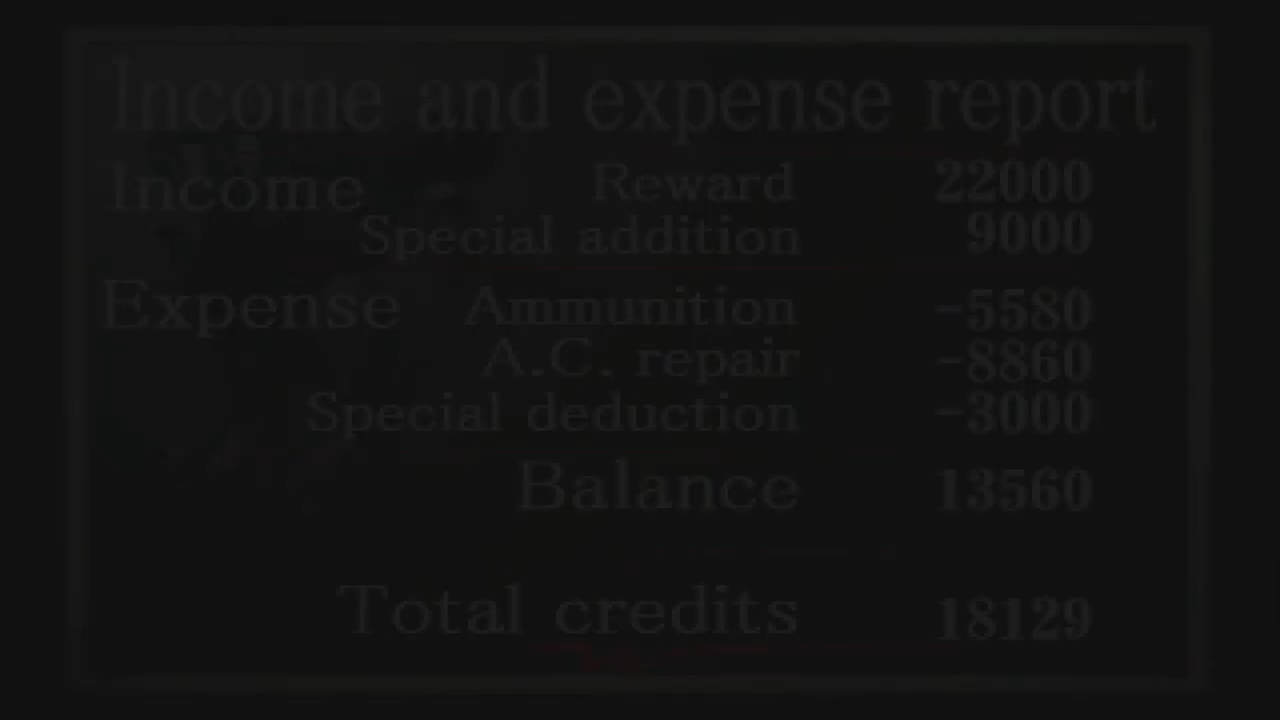 Income and expense report
Income Reward 22000
Special addition 9000
Expense Ammunition -5580
A.C. repair -8860
Special deduction -3000
Balance 13560
Total credits 18129